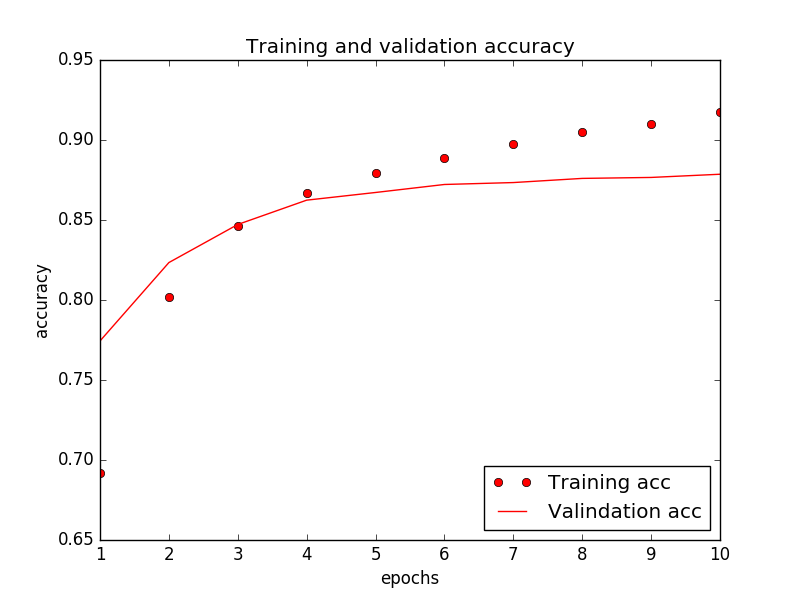 Training and validation accuracy
0.95
0.90
0.85
0.80
0.75
0.70
0.65
accuracy
Training acc
Valindation acc
1 2 3 4 5 6 7 8 9 10
epochs